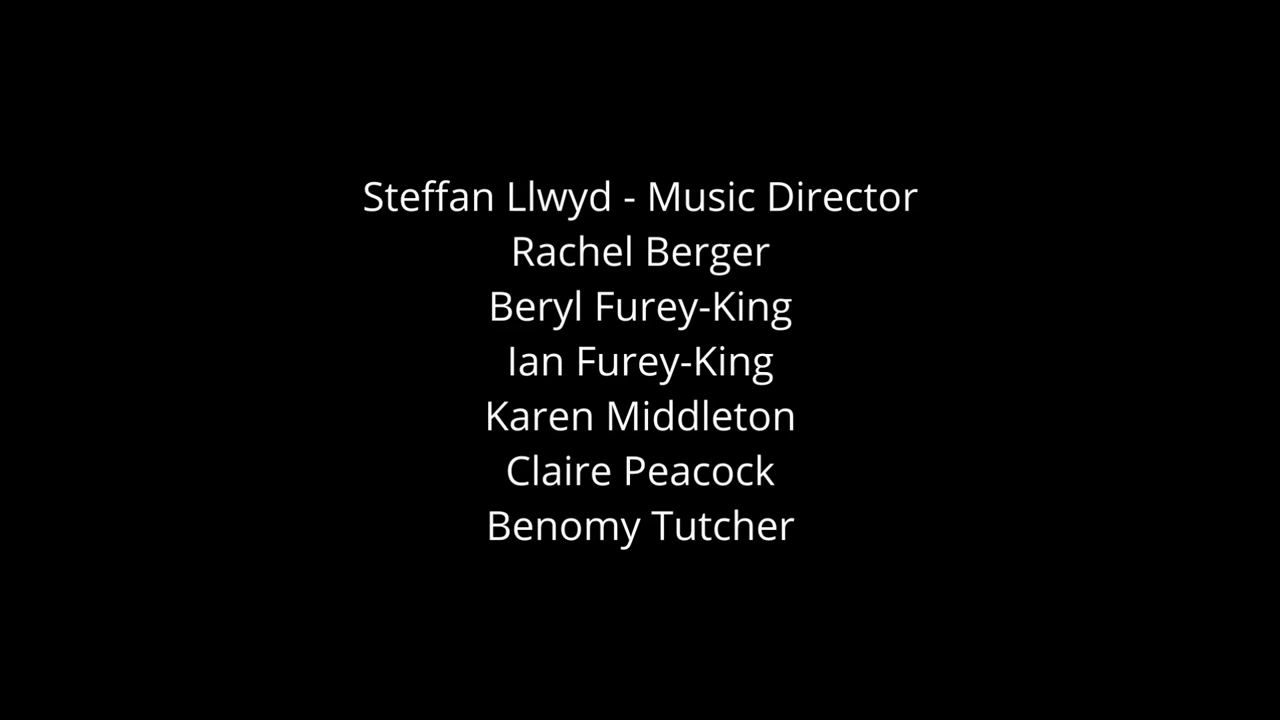 Steffan Llwyd - Music Director
Rachel Berger
Beryl Furey-King
Ian Furey-King
Karen Middleton
Claire Peacock
Benomy Tutcher